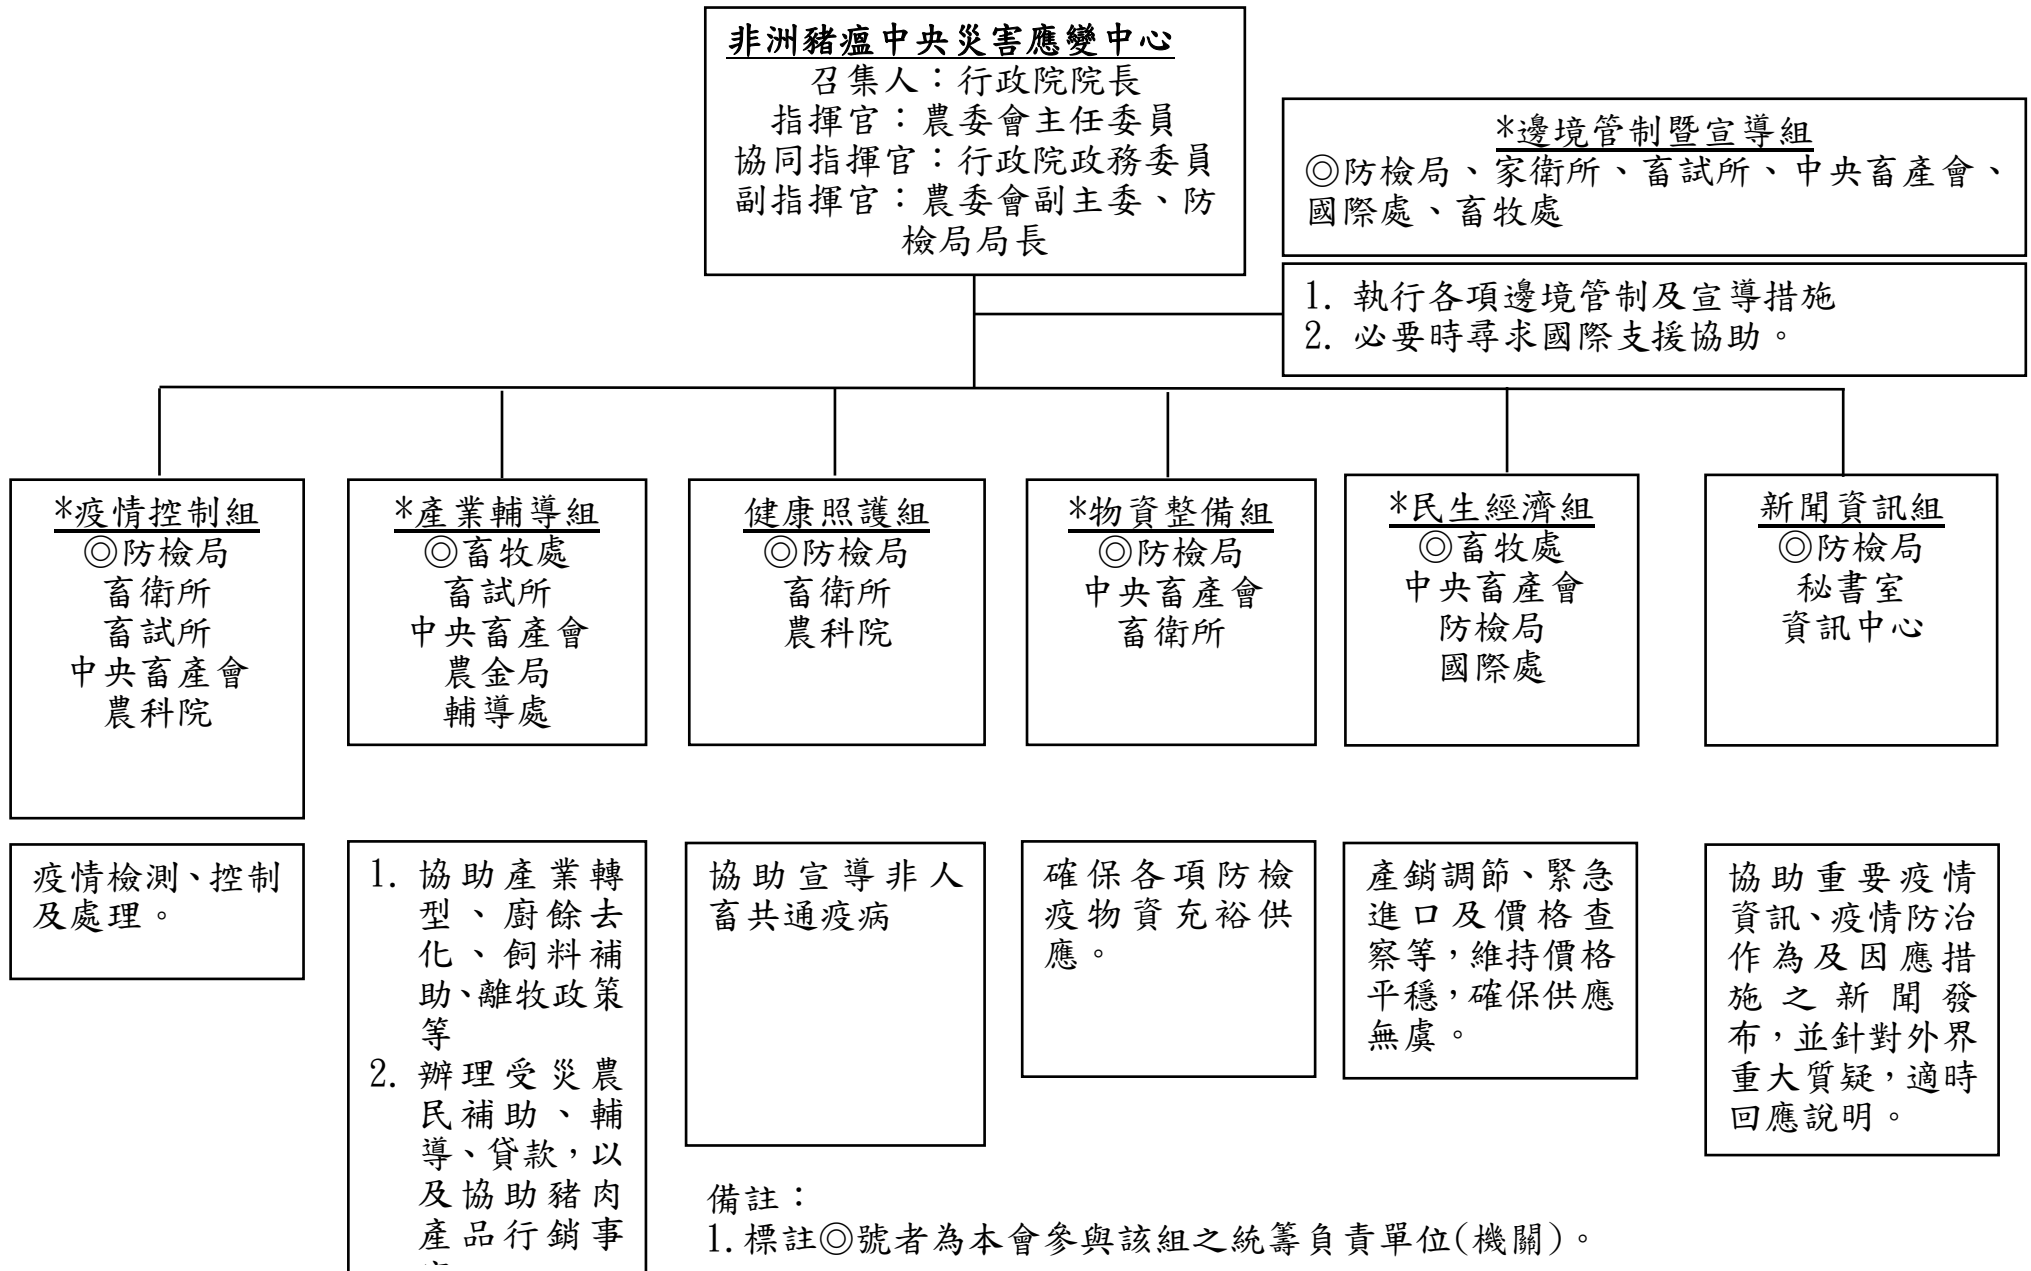 非洲豬瘟中央災害應變中心
召集人：行政院院長
指揮官：農委會主任委員
協同指揮官：行政院政務委員
副指揮官：農委會副主委、防
檢局局長
*邊境管制暨宣導組
◎防檢局、家衛所、畜試所、中央畜產會、
國際處、畜牧處
1. 執行各項邊境管制及宣導措施
2. 必要時尋求國際支援協助。
*疫情控制組
◎防檢局
畜衛所
畜試所
中央畜產會
農科院
*產業輔導組
◎畜牧處
畜試所
中央畜產會
農金局
輔導處
健康照護組
◎防檢局
畜衛所
農科院
*物資整備組
◎防檢局
中央畜產會
畜衛所
*民生經濟組
◎畜牧處
中央畜產會
防檢局
國際處
新聞資訊組
◎防檢局
秘書室
資訊中心
疫情檢測、控制
及處理。
1. 協助產業轉
型、廚餘去
化、飼料補
助、離牧政策
等
2. 辦理受災農
民補助、輔
導、貸款，以
及協助豬肉
產品行銷事
協助宣導非人
畜共通疫病
確保各項防檢
疫物資充裕供
應。
產銷調節、緊急
進口及價格查
察等，維持價格
平穩，確保供應
無虞。
協助重要疫情
資訊、疫情防治
作為及因應措
施之新聞發
布，並針對外界
重大質疑，適時
回應說明。
備註：
1.標註◎號者為本會參與該組之統籌負責單位(機關)。